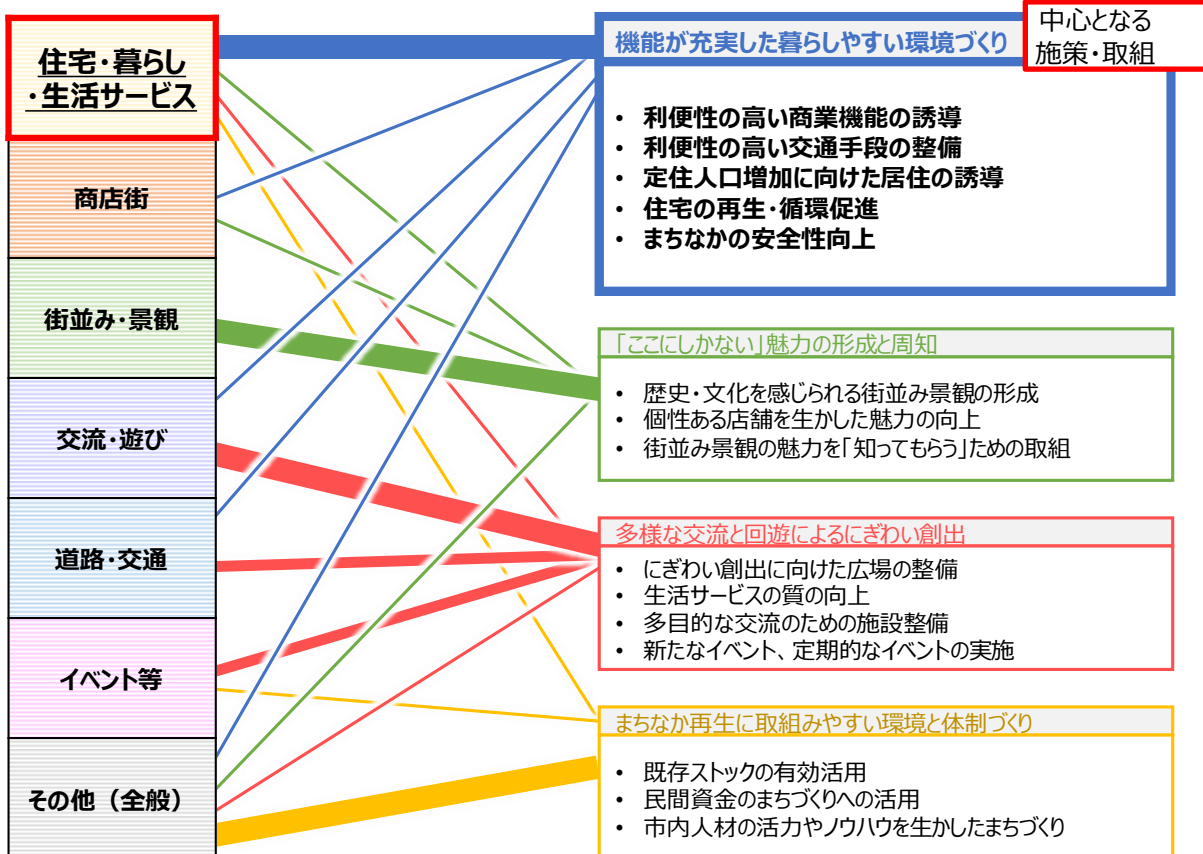 住宅・暮らし
・生活サービス
商店街
街並み・景観
交流・遊び
道路・交通
イベント等
その他（全般）
中心となる
施策・取組
機能が充実した暮らしやすい環境づくり
• 利便性の高い商業機能の誘導
• 利便性の高い交通手段の整備
• 定住人口増加に向けた居住の誘導
• 住宅の再生・循環促進
• まちなかの安全性向上
「ここにしかない」魅力の形成と周知
• 歴史・文化を感じられる街並み景観の形成
• 個性ある店舗を生かした魅力の向上
• 街並み景観の魅力を「知ってもらう」ための取組
多様な交流と回遊によるにぎわい創出
• にぎわい創出に向けた広場の整備
• 生活サービスの質の向上
• 多目的な交流のための施設整備
• 新たなイベント、定期的なイベントの実施
まちなか再生に取組みやすい環境と体制づくり
• 既存ストックの有効活用
• 民間資金のまちづくりへの活用
• 市内人材の活力やノウハウを生かしたまちづくり